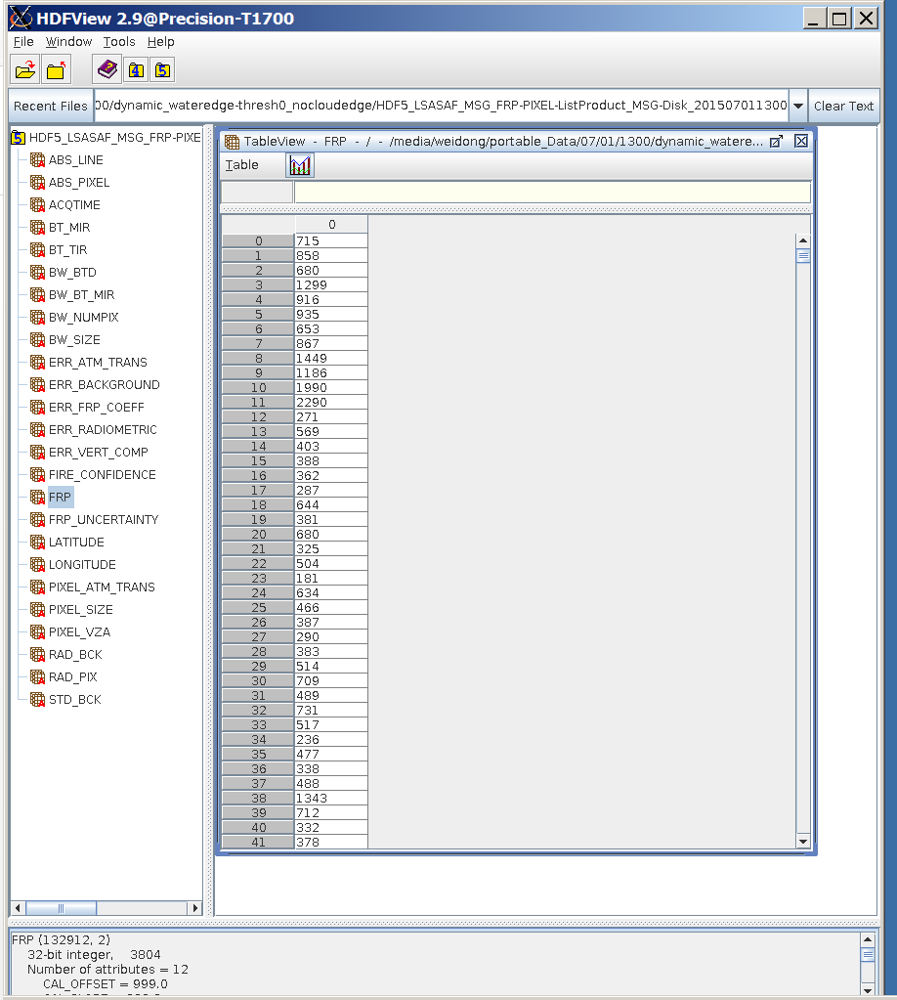 HDFView 2.9@Precision-T1700
File Window Tools Help
4 5
Recent Files 00/dynamic_wateredge-thresh0_nocloudedge/HDF5_LSASAF_MSG_FRP-PIXEL-ListProduct_MSG-Disk_201507011300 Clear Text
5 HDF5_LSASAF_MSG_FRP-PIXE
ABS_LINE
ABS_PIXEL
ACQTIME
BT_MIR
BT_TIR
BW_BTD
BW_BT_MIR
BW_NUMPIX
BW_SIZE
ERR_ATM_TRANS
ERR_BACKGROUND
ERR_FRP_COEFF
ERR_RADIOMETRIC
ERR_VERT_COMP
FIRE_CONFIDENCE
FRP
FRP_UNCERTAINTY
LATITUDE
LONGITUDE
PIXEL_ATM_TRANS
PIXEL_SIZE
PIXEL_VZA
RAD_BCK
RAD_PIX
STD_BCK
TableView - FRP - / - /media/weidong/portable_Data/07/01/1300/dynamic_watere...
Table
0
0 715
1 858
2 680
3 1299
4 916
5 935
6 653
7 867
8 1449
9 1186
10 1990
11 2290
12 271
13 569
14 403
15 388
16 362
17 287
18 644
19 381
20 680
21 325
22 504
23 181
24 634
25 466
26 387
27 290
28 383
29 514
30 709
31 489
32 731
33 517
34 236
35 477
36 338
37 488
38 1343
39 712
40 332
41 378
FRP (132912, 2)
32-bit integer, 3804
Number of attributes = 12
CAL_OFFSET = 999.0